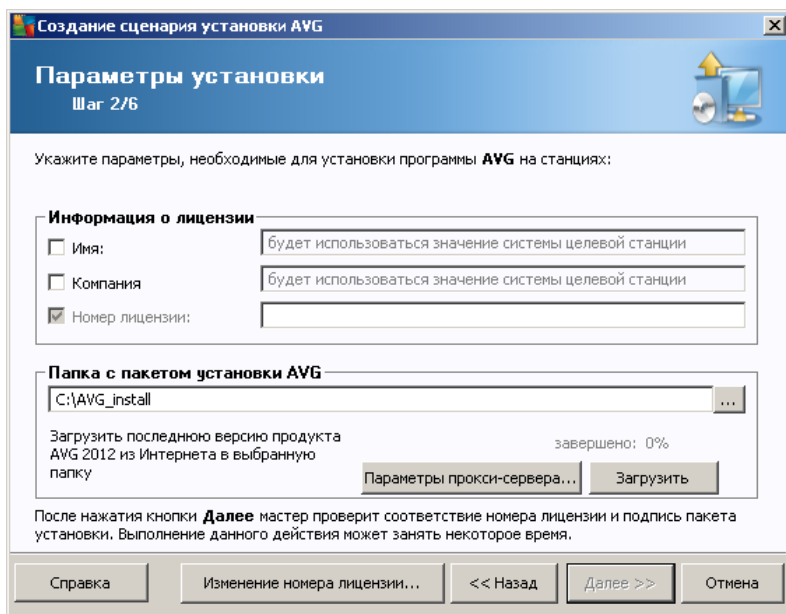 Создание сценария установки AVG
Параметры установки
Шаг 2/6
Укажите параметры, необходимые для установки программы AVG на станциях:
Информация о лицензии
Имя:
будет использоваться значение системы целевой станции
Компания
будет использоваться значение системы целевой станции
Номер лицензии:
Папка с пакетом установки AVG
C:\AVG_install
...
Загрузить последнюю версию продукта
AVG 2012 из Интернета в выбранную
папку
завершено: 0%
Параметры прокси-сервера...
Загрузить
После нажатия кнопки Далее мастер проверит соответствие номера лицензии и подпись пакета
установки. Выполнение данного действия может занять некоторое время.
Справка
Изменение номера лицензии...
<< Назад
Далее >>
Отмена